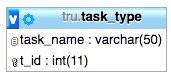 tru.task_type
task_name : varchar(50)
t_id : int(11)